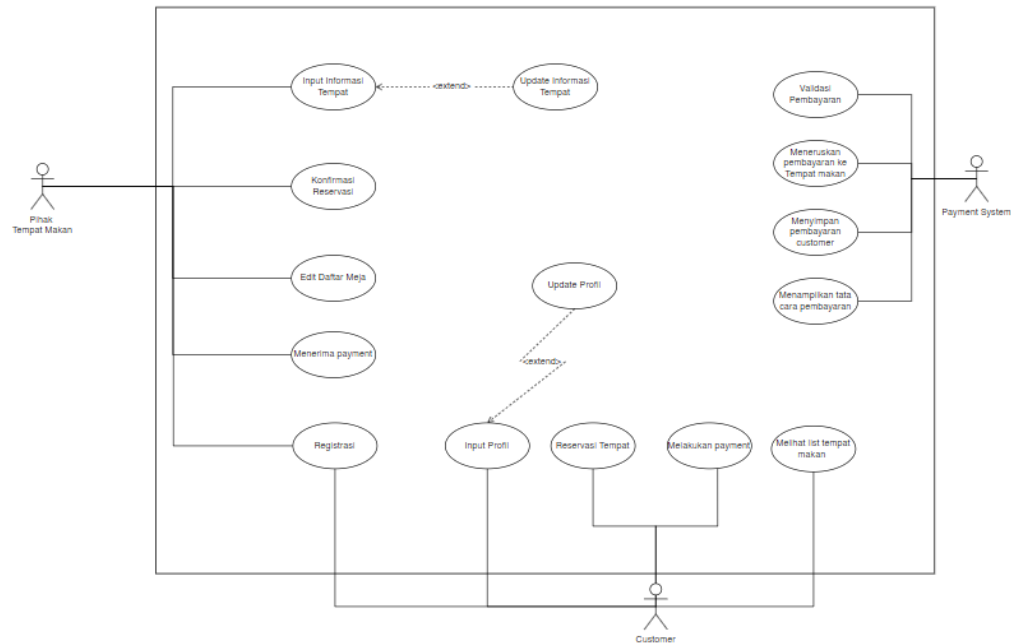 Input Informasi
Tempat
<extend>
Update Informasi
Tempat
Validasi
Pembayaran
Meneruskan
pembayaran ke
Tempat makan
Konfirmasi
Reservasi
Pihak
Tempat Makan
Payment System
Menyimpan
pembayaran
customer
Edit Daftar Meja
Update Profil
Menampilkan tata
cara pembayaran
Menerima payment
<extend>
Registrasi
Input Profil
Reservasi Tempat
Melakukan payment
Melihat list tempat
makan
Customer